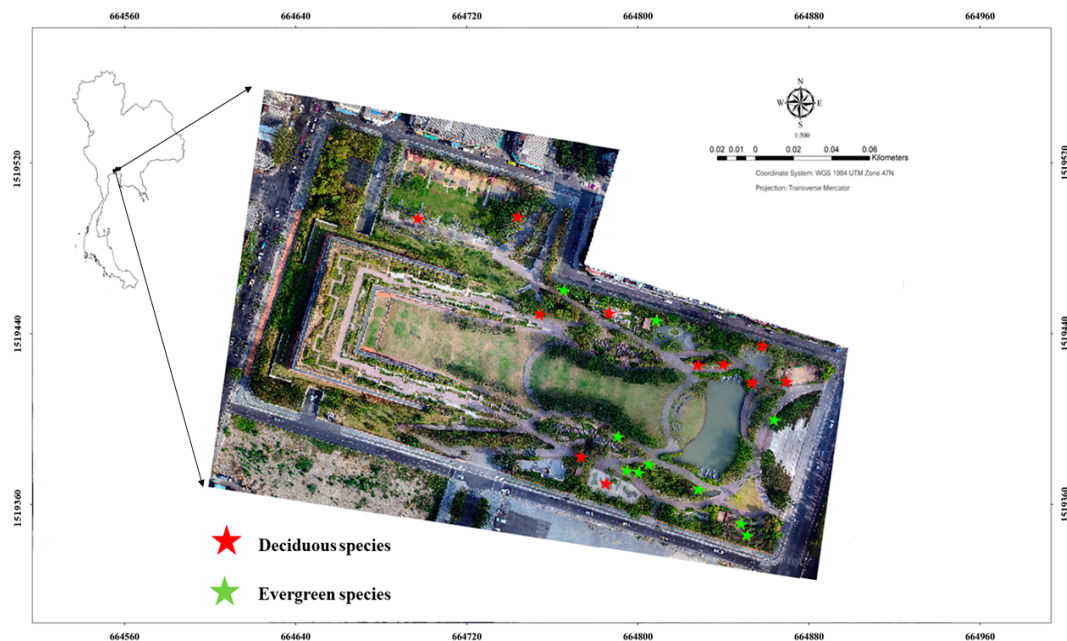 664560 664640 664720 664800 664880 664960
N
W E
S
1:500
0.02 0.01 0 0.02 0.04 0.06
Kilometers
Coordinate System: WGS 1984 UTM Zone 47N
Projection: Transverse Mercator
1519520 1519520
1519440 1519440
1519360 1519360
Deciduous species
Evergreen species
664560 664640 664720 664800 664880 664960